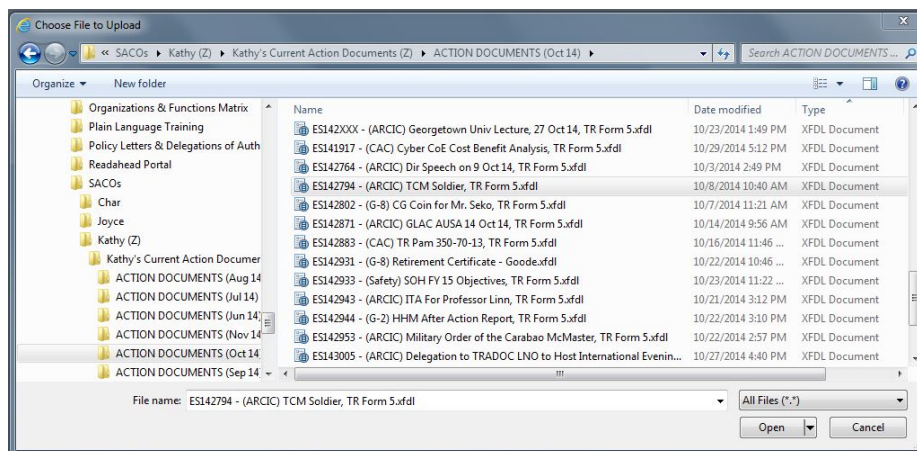 Choose File to Upload
« SACOs ▸ Kathy (Z) ▸ Kathy's Current Action Documents (Z) ▸ ACTION DOCUMENTS (Oct 14) ▸
Search ACTION DOCUMENTS ...
Organize ▾ New folder
Organizations & Functions Matrix
Plain Language Training
Policy Letters & Delegations of Auth
Readahead Portal
SACOs
Char
Joyce
Kathy (Z)
Kathy's Current Action Documer
ACTION DOCUMENTS (Aug 14
ACTION DOCUMENTS (Jul 14)
ACTION DOCUMENTS (Jun 14)
ACTION DOCUMENTS (Nov 14
ACTION DOCUMENTS (Oct 14
ACTION DOCUMENTS (Sep 14
Name Date modified Type
ES142XXX - (ARCIC) Georgetown Univ Lecture, 27 Oct 14, TR Form 5.xfdl 10/23/2014 1:49 PM XFDL Document
ES141917 - (CAC) Cyber CoE Cost Benefit Analysis, TR Form 5.xfdl 10/29/2014 5:12 PM XFDL Document
ES142764 - (ARCIC) Dir Speech on 9 Oct 14, TR Form 5.xfdl 10/3/2014 2:49 PM XFDL Document
ES142794 - (ARCIC) TCM Soldier, TR Form 5.xfdl 10/8/2014 10:40 AM XFDL Document
ES142802 - (G-8) CG Coin for Mr. Seko, TR Form 5.xfdl 10/7/2014 11:21 AM XFDL Document
ES142871 - (ARCIC) GLAC AUSA 14 Oct 14, TR Form 5.xfdl 10/14/2014 9:56 AM XFDL Document
ES142883 - (CAC) TR Pam 350-70-13, TR Form 5.xfdl 10/16/2014 11:46 ... XFDL Document
ES142931 - (G-8) Retirement Certificate - Goode.xfdl 10/22/2014 10:46 ... XFDL Document
ES142933 - (Safety) SOH FY 15 Objectives, TR Form 5.xfdl 10/23/2014 11:22 ... XFDL Document
ES142943 - (ARCIC) ITA For Professor Linn, TR Form 5.xfdl 10/21/2014 3:12 PM XFDL Document
ES142944 - (G-2) HHM After Action Report, TR Form 5.xfdl 10/22/2014 3:10 PM XFDL Document
ES142953 - (ARCIC) Military Order of the Carabao McMaster, TR Form 5.xfdl 10/22/2014 2:57 PM XFDL Document
ES143005 - (ARCIC) Delegation to TRADOC LNO to Host International Evenin... 10/27/2014 4:40 PM XFDL Document
File name: ES142794 - (ARCIC) TCM Soldier, TR Form 5.xfdl All Files (*.*)
Open Cancel